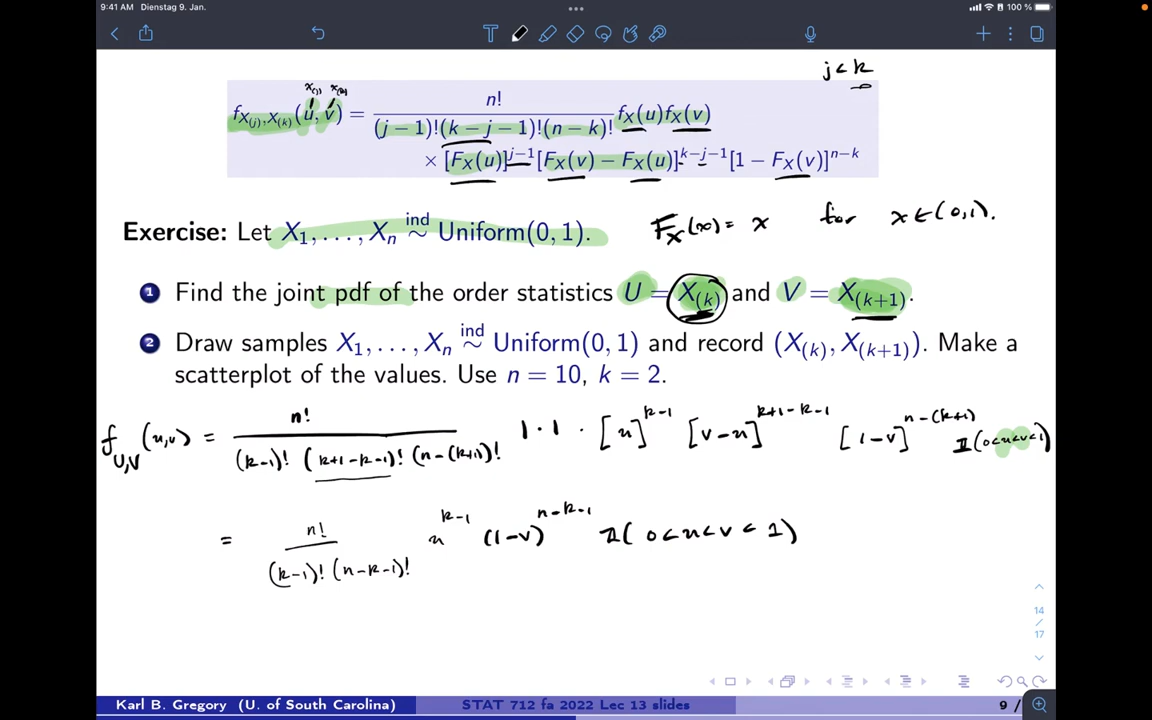 9:41 AM Dienstag 9. Jan.
100 %
j < k
x(j) x(k)
f_{X_(j),X_(k)}(u, v) = n! / ((j − 1)!(k − j − 1)!(n − k)!) f_X(u)f_X(v)
× [F_X(u)]^{j−1}[F_X(v) − F_X(u)]^{k−j−1}[1 − F_X(v)]^{n−k}
F_X(x) = x for x ∈ (0,1).
Exercise: Let X_1, . . . , X_n ind ∼ Uniform(0, 1).
1 Find the joint pdf of the order statistics U = X_(k) and V = X_(k+1).
2 Draw samples X_1, . . . , X_n ind ∼ Uniform(0, 1) and record (X_(k), X_(k+1)). Make a
scatterplot of the values. Use n = 10, k = 2.
f_{U,V}(u,v) = n! / ((k−1)! (k+1−k−1)! (n−(k+1))!) 1 · 1 · [u]^{k−1} [v−u]^{k+1−k−1} [1−v]^{n−(k+1)} 1(0<u<v<1)
= n! / ((k−1)! (n−k−1)!) u^{k−1} (1−v)^{n−k−1} 1(0<u<v<1)
14
/
17
Karl B. Gregory (U. of South Carolina) STAT 712 fa 2022 Lec 13 slides 9 /